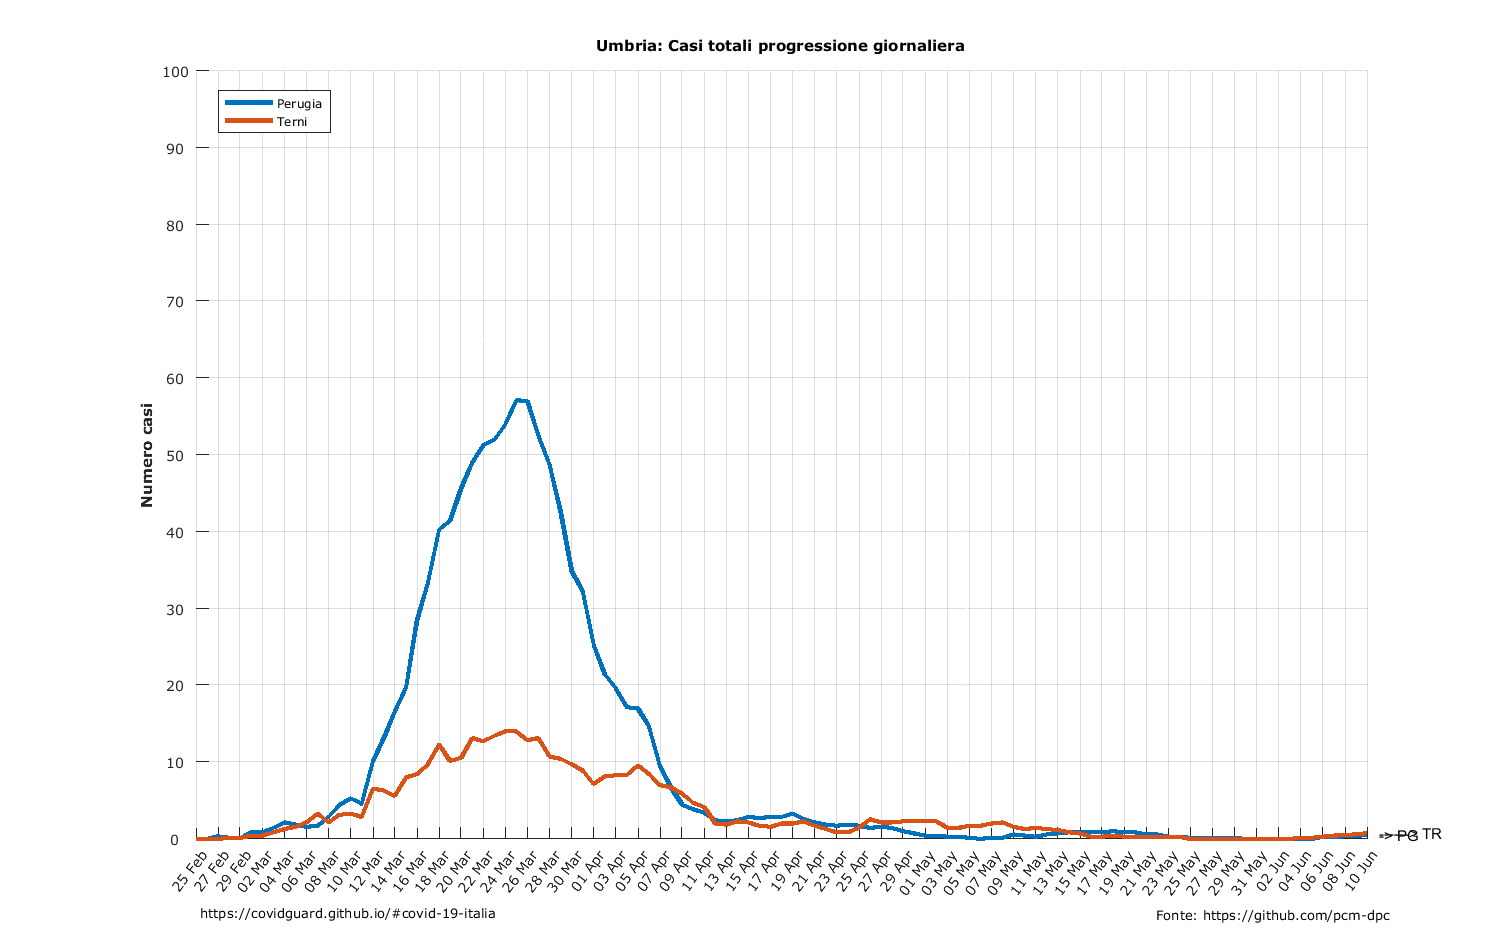 Umbria: Casi totali progressione giornaliera
100
90
80
70
60
50
40
30
20
10
0
Numero casi
Perugia
Terni
25 Feb
27 Feb
29 Feb
02 Mar
04 Mar
06 Mar
08 Mar
10 Mar
12 Mar
14 Mar
16 Mar
18 Mar
20 Mar
22 Mar
24 Mar
26 Mar
28 Mar
30 Mar
01 Apr
03 Apr
05 Apr
07 Apr
09 Apr
11 Apr
13 Apr
15 Apr
17 Apr
19 Apr
21 Apr
23 Apr
25 Apr
27 Apr
29 Apr
01 May
03 May
05 May
07 May
09 May
11 May
13 May
15 May
17 May
19 May
21 May
23 May
25 May
27 May
29 May
31 May
02 Jun
04 Jun
06 Jun
08 Jun
10 Jun
PG
TR
https://covidguard.github.io/#covid-19-italia
Fonte: https://github.com/pcm-dpc